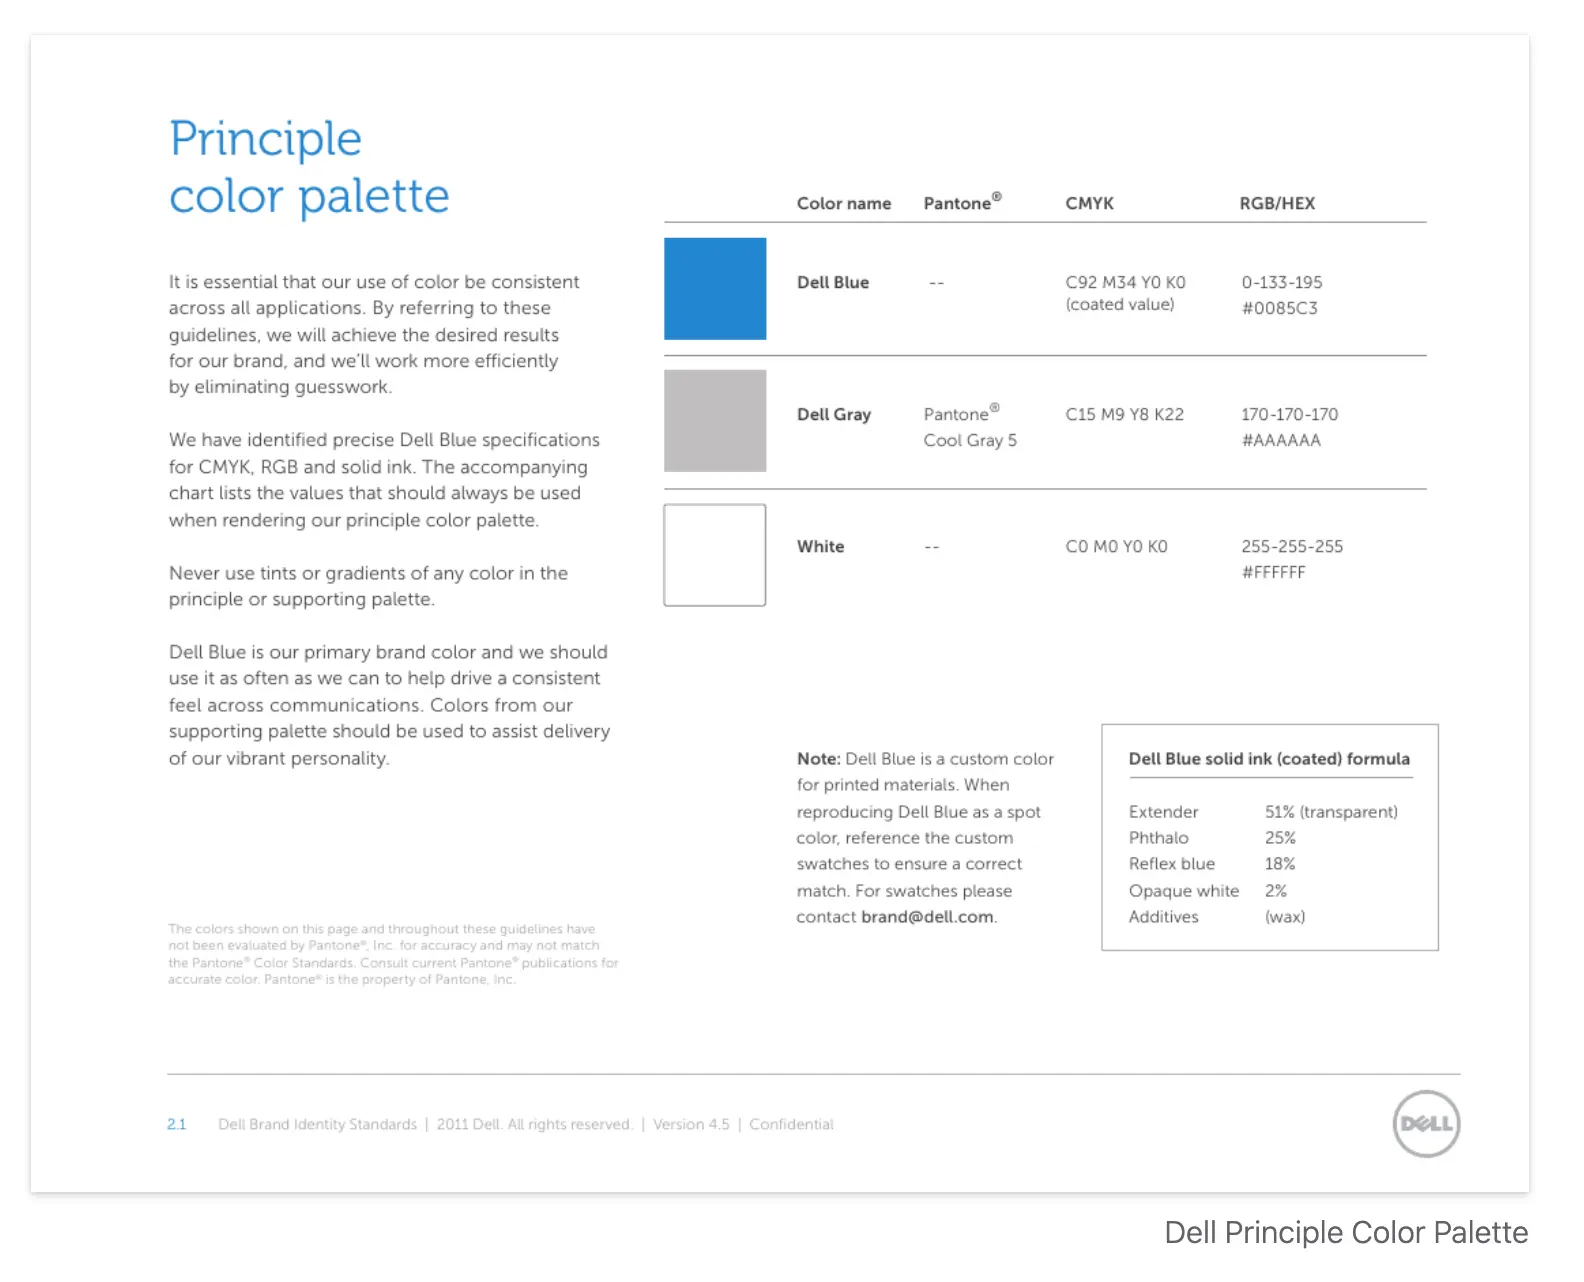 Principle
color palette
It is essential that our use of color be consistent
across all applications. By referring to these
guidelines, we will achieve the desired results
for our brand, and we'll work more efficiently
by eliminating guesswork.
We have identified precise Dell Blue specifications
for CMYK, RGB and solid ink. The accompanying
chart lists the values that should always be used
when rendering our principle color palette.
Never use tints or gradients of any color in the
principle or supporting palette.
Dell Blue is our primary brand color and we should
use it as often as we can to help drive a consistent
feel across communications. Colors from our
supporting palette should be used to assist delivery
of our vibrant personality.
The colors shown on this page and throughout these guidelines have
not been evaluated by Pantone®, Inc. for accuracy and may not match
the Pantone® Color Standards. Consult current Pantone® publications for
accurate color. Pantone® is the property of Pantone, Inc.
Color name Pantone® CMYK RGB/HEX
Dell Blue -- C92 M34 Y0 K0 0-133-195
(coated value) #0085C3
Dell Gray Pantone® C15 M9 Y8 K22 170-170-170
Cool Gray 5 #AAAAAA
White -- C0 M0 Y0 K0 255-255-255
#FFFFFF
Note: Dell Blue is a custom color
for printed materials. When
reproducing Dell Blue as a spot
color, reference the custom
swatches to ensure a correct
match. For swatches please
contact brand@dell.com.
Dell Blue solid ink (coated) formula
Extender 51% (transparent)
Phthalo 25%
Reflex blue 18%
Opaque white 2%
Additives (wax)
2.1 Dell Brand Identity Standards | 2011 Dell. All rights reserved. | Version 4.5 | Confidential
DELL
Dell Principle Color Palette